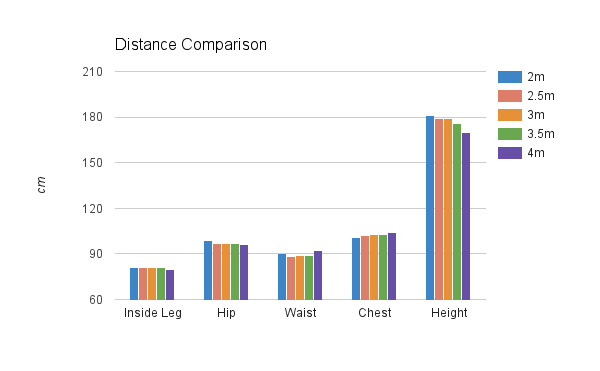 Distance Comparison
210
180
150
120
90
60
cm
Inside Leg
Hip
Waist
Chest
Height
2m
2.5m
3m
3.5m
4m